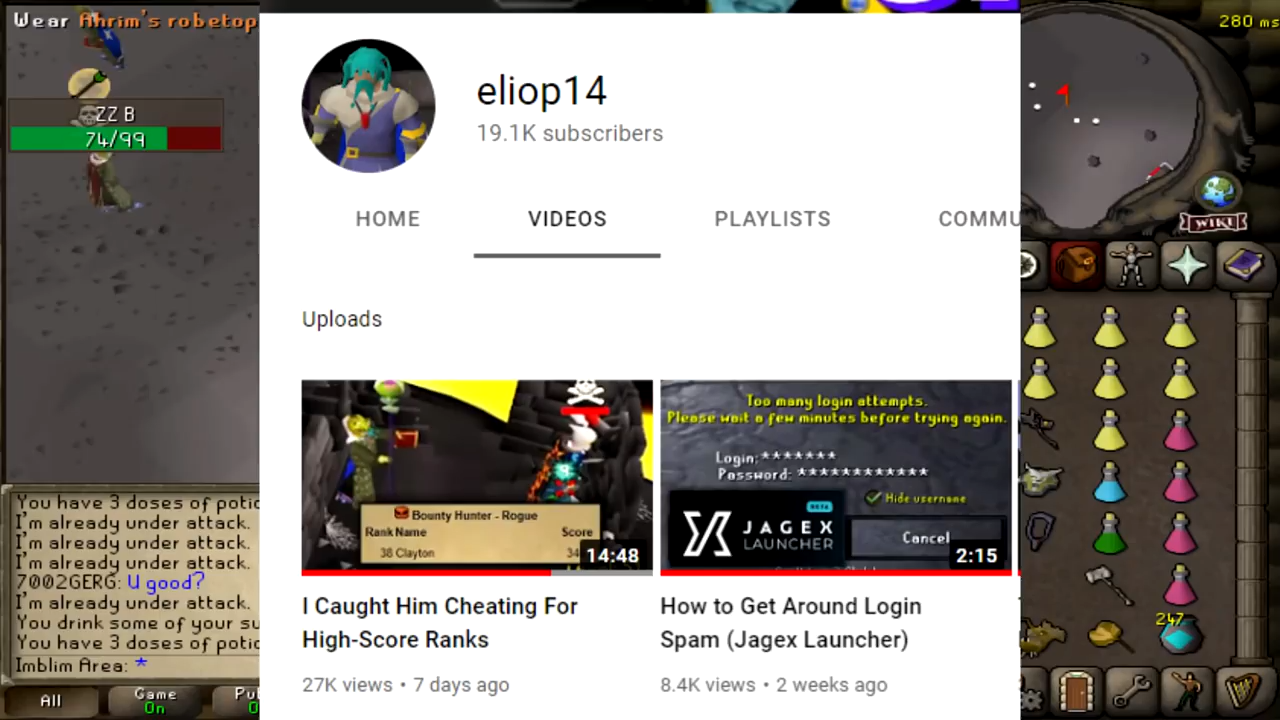 Wear Ahrim's robetop
280 ms
ZZ B
74/99
WIKI
eliop14
19.1K subscribers
HOME
VIDEOS
PLAYLISTS
COMMU
Uploads
Bounty Hunter - Rogue
Rank Name
Score
38 Clayton
34
14:48
I Caught Him Cheating For
High-Score Ranks
27K views • 7 days ago
Too many login attempts.
Please wait a few minutes before trying again.
Login: *******
Password: ************
Hide username
BETA
JAGEX
LAUNCHER
Cancel
2:15
How to Get Around Login
Spam (Jagex Launcher)
8.4K views • 2 weeks ago
You have 3 doses of potio
I'm already under attack.
I'm already under attack.
I'm already under attack.
7002GERG: U good?
I'm already under attack.
You drink some of your su
You have 3 doses of potio
Imblim Area: *
All
Game
On
Pu
247